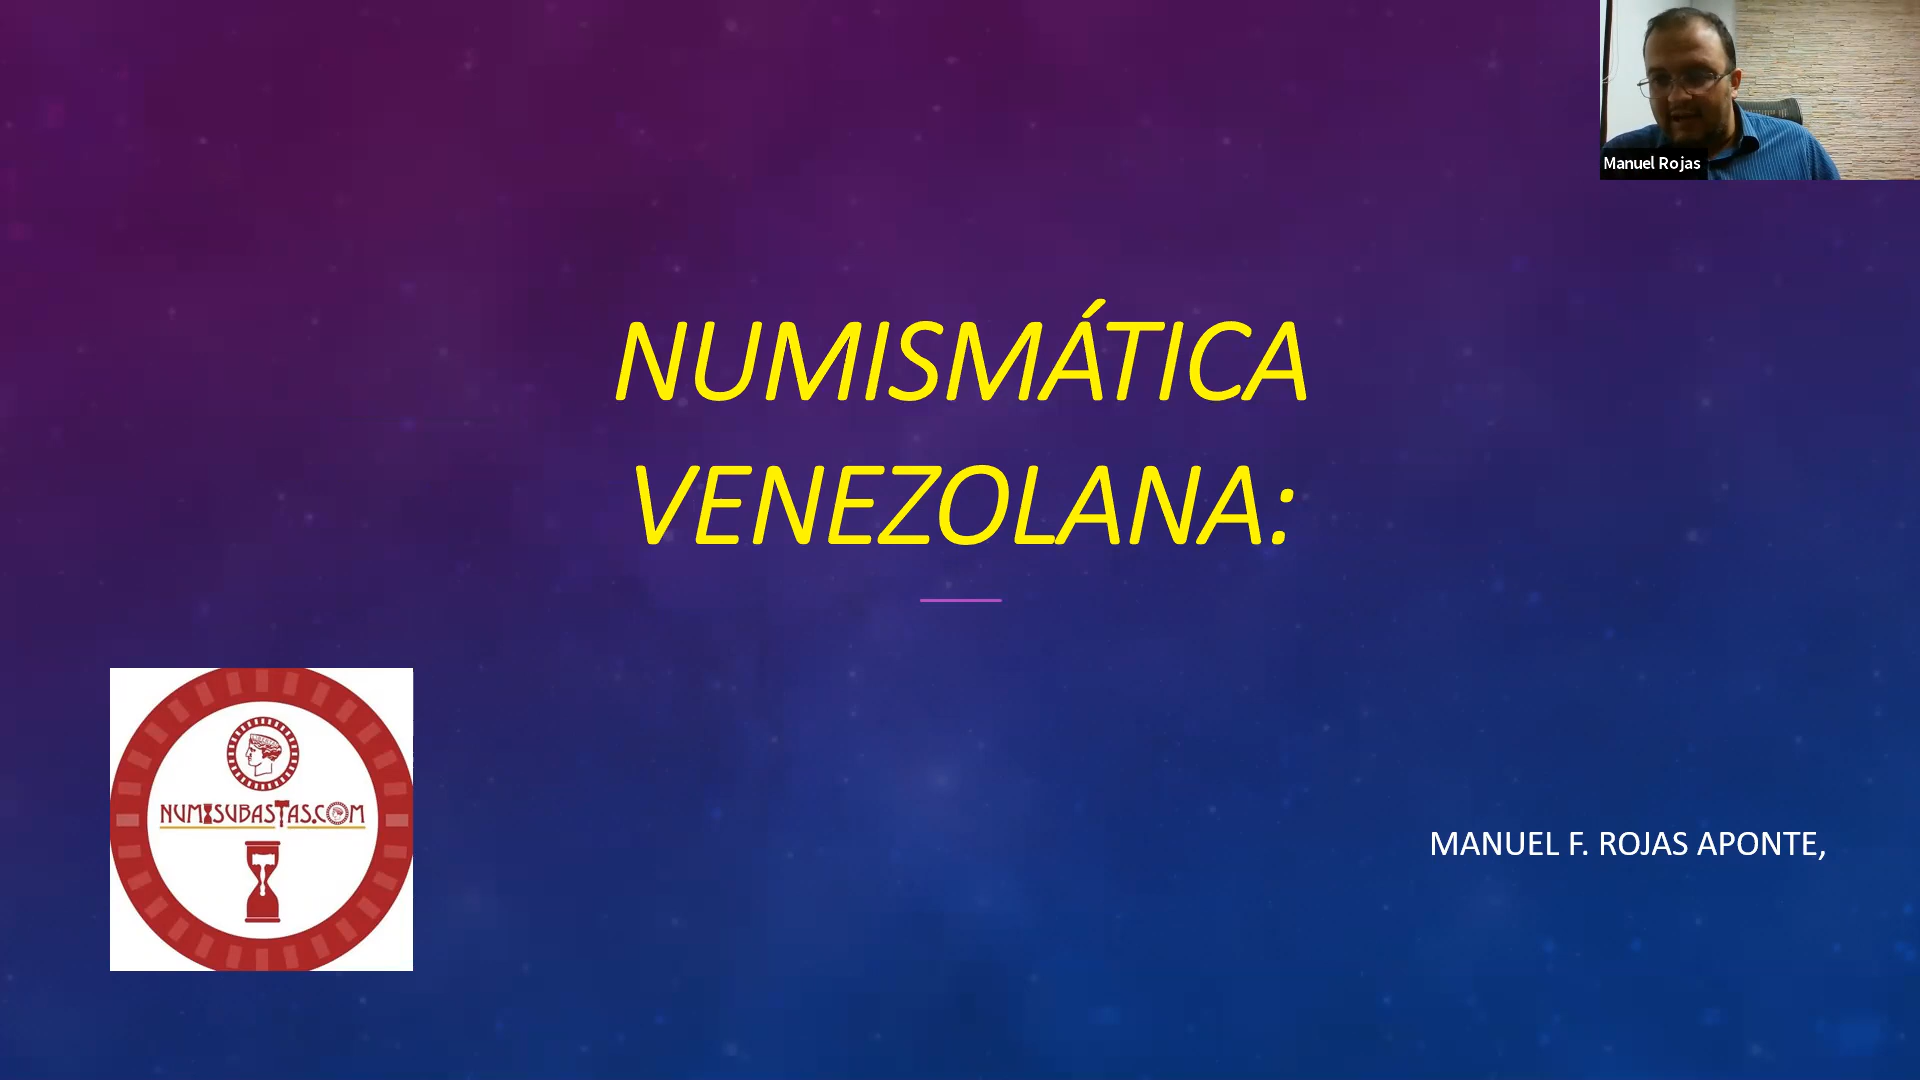 Manuel Rojas
NUMISMÁTICA
VENEZOLANA:
NUMISUBASTAS.COM
MANUEL F. ROJAS APONTE,